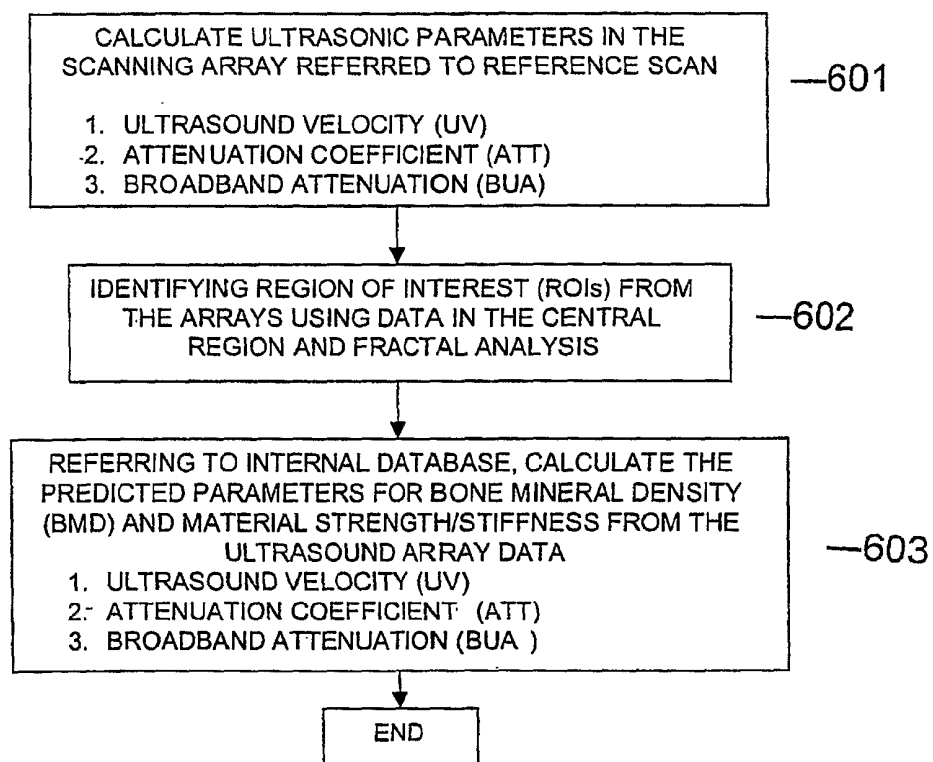 CALCULATE ULTRASONIC PARAMETERS IN THE
SCANNING ARRAY REFERRED TO REFERENCE SCAN
1. ULTRASOUND VELOCITY (UV)
2. ATTENUATION COEFFICIENT (ATT)
3. BROADBAND ATTENUATION (BUA)
—601
IDENTIFYING REGION OF INTEREST (ROIs) FROM
THE ARRAYS USING DATA IN THE CENTRAL
REGION AND FRACTAL ANALYSIS
—602
REFERRING TO INTERNAL DATABASE, CALCULATE THE
PREDICTED PARAMETERS FOR BONE MINERAL DENSITY
(BMD) AND MATERIAL STRENGTH/STIFFNESS FROM THE
ULTRASOUND ARRAY DATA
1. ULTRASOUND VELOCITY (UV)
2. ATTENUATION COEFFICIENT (ATT)
3. BROADBAND ATTENUATION (BUA )
—603
END